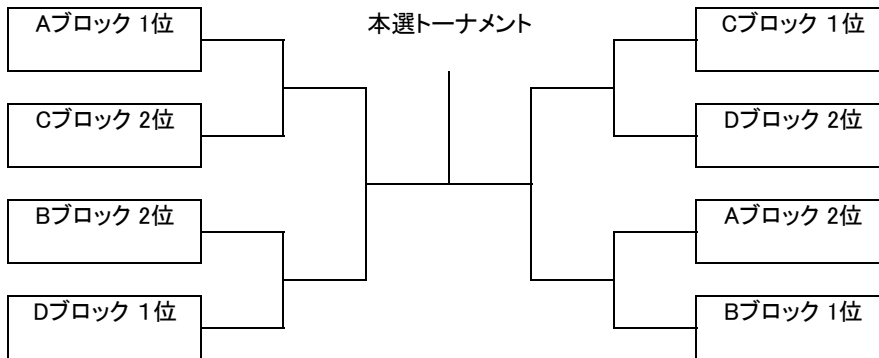 本選トーナメント
Aブロック 1位
Cブロック 2位
Bブロック 2位
Dブロック １位
Cブロック １位
Dブロック 2位
Aブロック 2位
Bブロック 1位